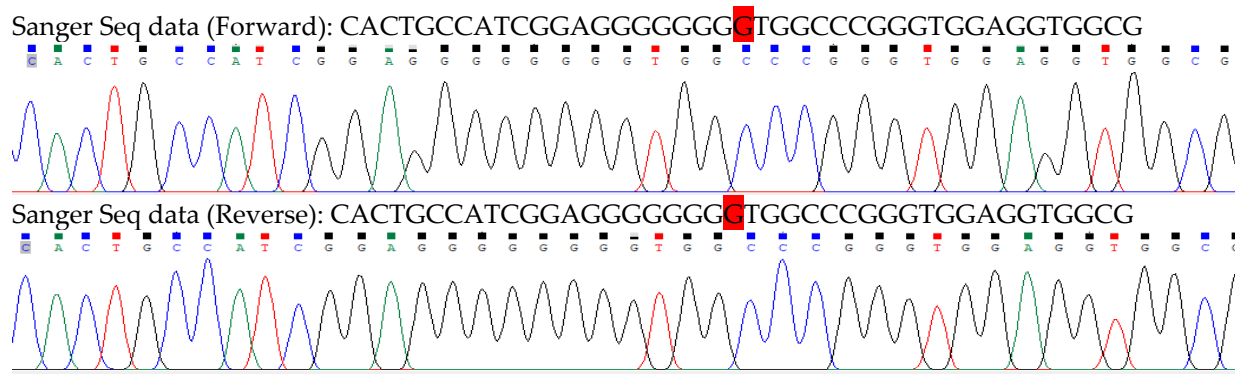 Sanger Seq data (Forward): CACTGCCATCGGAGGGGGGGGTGGCCCGGGTGGAGGTGGCG
C A C T G C C A T C G G A G G G G G G G G T G G C C C G G G T G G A G G T G G C G
Sanger Seq data (Reverse): CACTGCCATCGGAGGGGGGGGTGGCCCGGGTGGAGGTGGCG
C A C T G C C A T C G G A G G G G G G G G T G G C C C G G G T G G A G G T G G C